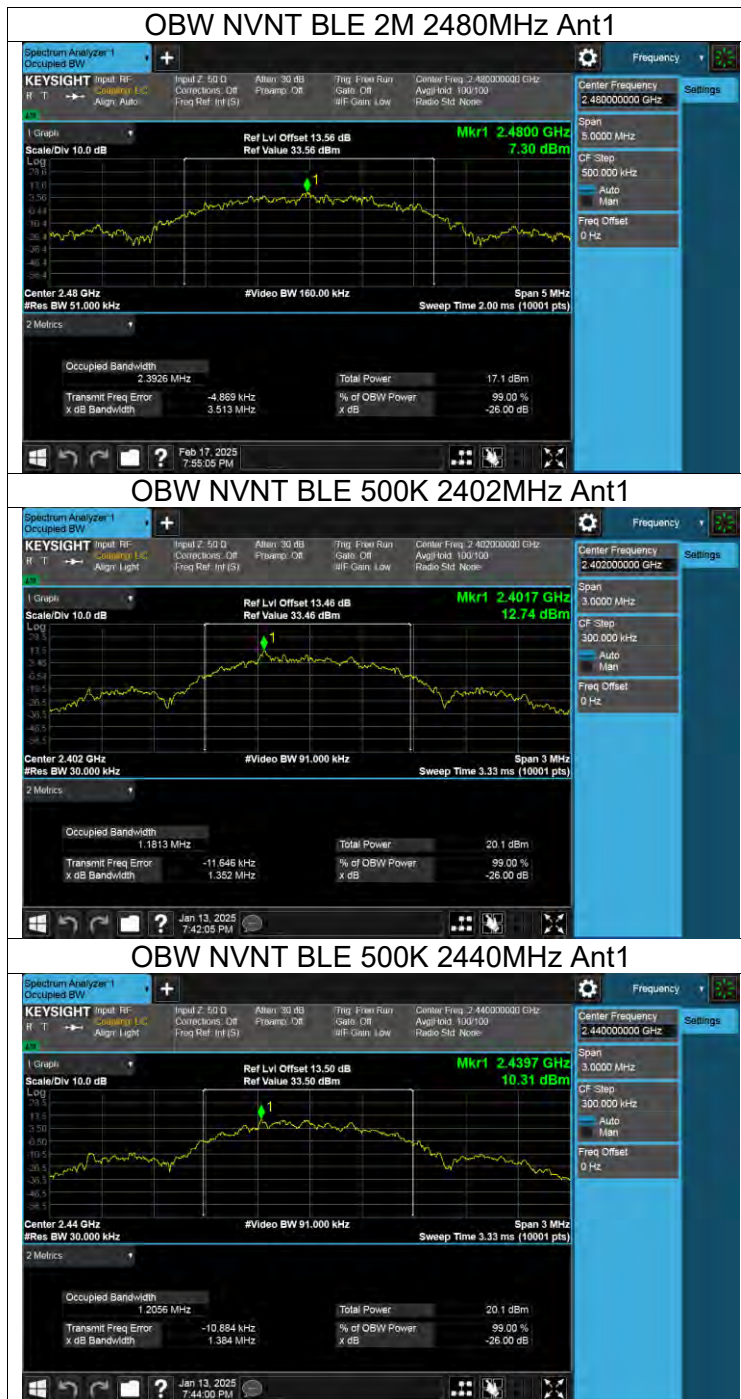 OBW NVNT BLE 2M 2480MHz Ant1
Spectrum Analyzer 1
Occupied BW
Frequency
KEYSIGHT Input: RF
R T
Align: Auto
Input Z: 50 Ω
Corrections: Off
Freq Ref: Int (S)
Atten: 30 dB
Preamp: Off
Trig: Free Run
Gate: Off
#IF Gain: Low
Center Freq: 2.480000000 GHz
Avg|Hold: 100/100
Radio Std: None
Center Frequency
2.480000000 GHz
Settings
Span
5.0000 MHz
CF Step
500.000 kHz
Auto
Man
Freq Offset
0 Hz
1 Graph
Scale/Div 10.0 dB
Log
Ref Lvl Offset 13.56 dB
Ref Value 33.56 dBm
Mkr1 2.4800 GHz
7.30 dBm
1
Center 2.48 GHz
#Res BW 51.000 kHz
#Video BW 160.00 kHz
Span 5 MHz
Sweep Time 2.00 ms (10001 pts)
2 Metrics
Occupied Bandwidth
2.3926 MHz
Total Power 17.1 dBm
Transmit Freq Error -4.869 kHz
% of OBW Power 99.00 %
x dB Bandwidth 3.513 MHz
x dB -26.00 dB
Feb 17, 2025
7:55:05 PM
OBW NVNT BLE 500K 2402MHz Ant1
Spectrum Analyzer 1
Occupied BW
Frequency
KEYSIGHT Input: RF
R T
Align: Light
Input Z: 50 Ω
Corrections: Off
Freq Ref: Int (S)
Atten: 30 dB
Preamp: Off
Trig: Free Run
Gate: Off
#IF Gain: Low
Center Freq: 2.402000000 GHz
Avg|Hold: 100/100
Radio Std: None
Center Frequency
2.402000000 GHz
Settings
Span
3.0000 MHz
CF Step
300.000 kHz
Auto
Man
Freq Offset
0 Hz
1 Graph
Scale/Div 10.0 dB
Log
Ref Lvl Offset 13.46 dB
Ref Value 33.46 dBm
Mkr1 2.4017 GHz
12.74 dBm
1
Center 2.402 GHz
#Res BW 30.000 kHz
#Video BW 91.000 kHz
Span 3 MHz
Sweep Time 3.33 ms (10001 pts)
2 Metrics
Occupied Bandwidth
1.1813 MHz
Total Power 20.1 dBm
Transmit Freq Error -11.646 kHz
% of OBW Power 99.00 %
x dB Bandwidth 1.352 MHz
x dB -26.00 dB
Jan 13, 2025
7:42:05 PM
OBW NVNT BLE 500K 2440MHz Ant1
Spectrum Analyzer 1
Occupied BW
Frequency
KEYSIGHT Input: RF
R T
Align: Light
Input Z: 50 Ω
Corrections: Off
Freq Ref: Int (S)
Atten: 30 dB
Preamp: Off
Trig: Free Run
Gate: Off
#IF Gain: Low
Center Freq: 2.440000000 GHz
Avg|Hold: 100/100
Radio Std: None
Center Frequency
2.440000000 GHz
Settings
Span
3.0000 MHz
CF Step
300.000 kHz
Auto
Man
Freq Offset
0 Hz
1 Graph
Scale/Div 10.0 dB
Log
Ref Lvl Offset 13.50 dB
Ref Value 33.50 dBm
Mkr1 2.4397 GHz
10.31 dBm
1
Center 2.44 GHz
#Res BW 30.000 kHz
#Video BW 91.000 kHz
Span 3 MHz
Sweep Time 3.33 ms (10001 pts)
2 Metrics
Occupied Bandwidth
1.2056 MHz
Total Power 20.1 dBm
Transmit Freq Error -10.884 kHz
% of OBW Power 99.00 %
x dB Bandwidth 1.384 MHz
x dB -26.00 dB
Jan 13, 2025
7:44:00 PM